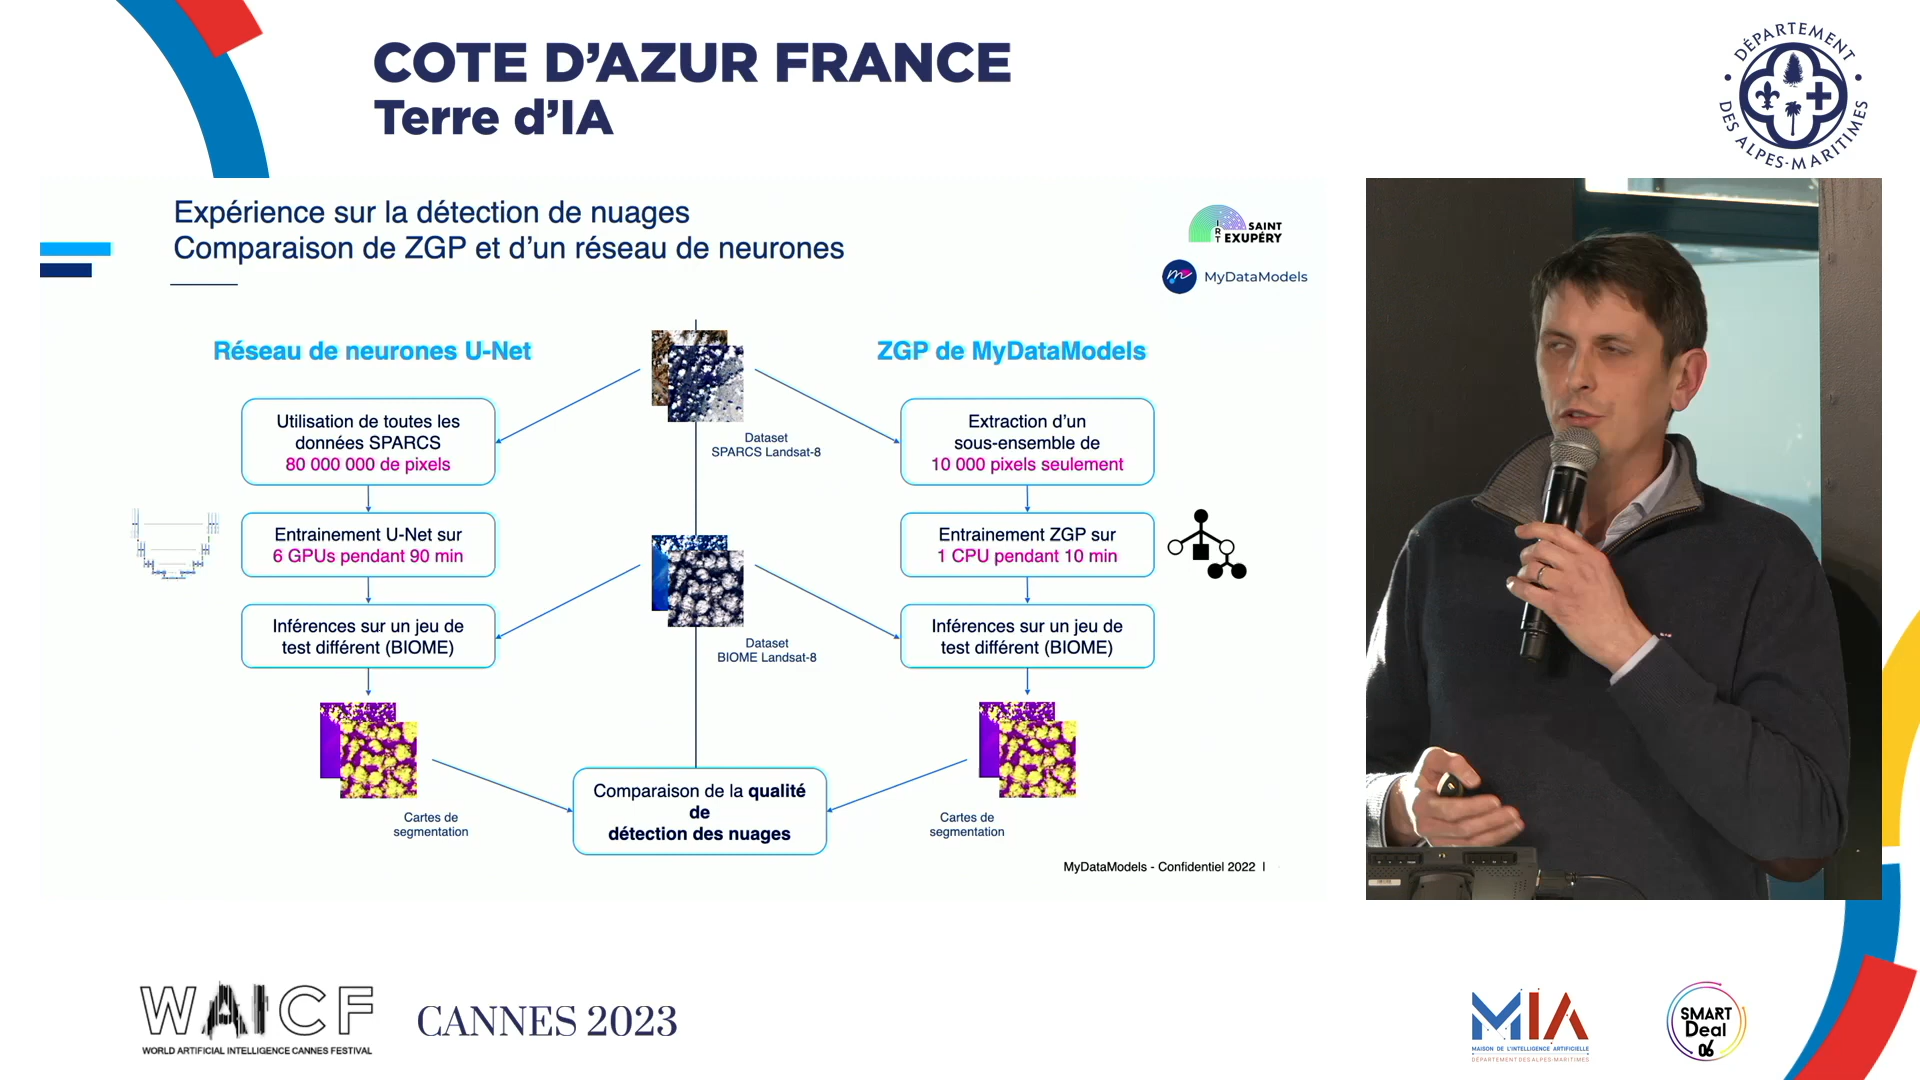 COTE D'AZUR FRANCE
Terre d'IA
DÉPARTEMENT
DES ALPES-MARITIMES
Expérience sur la détection de nuages
Comparaison de ZGP et d'un réseau de neurones
IRT SAINT
EXUPÉRY
MyDataModels
Réseau de neurones U-Net
ZGP de MyDataModels
Utilisation de toutes les
données SPARCS
80 000 000 de pixels
Dataset
SPARCS Landsat-8
Extraction d'un
sous-ensemble de
10 000 pixels seulement
Entrainement U-Net sur
6 GPUs pendant 90 min
Entrainement ZGP sur
1 CPU pendant 10 min
Inférences sur un jeu de
test différent (BIOME)
Dataset
BIOME Landsat-8
Inférences sur un jeu de
test différent (BIOME)
Cartes de
segmentation
Comparaison de la qualité
de
détection des nuages
Cartes de
segmentation
MyDataModels - Confidentiel 2022 |
WAICF
WORLD ARTIFICIAL INTELLIGENCE CANNES FESTIVAL
CANNES 2023
MIA
MAISON DE L'INTELLIGENCE ARTIFICIELLE
DÉPARTEMENT DES ALPES-MARITIMES
SMART
Deal
06